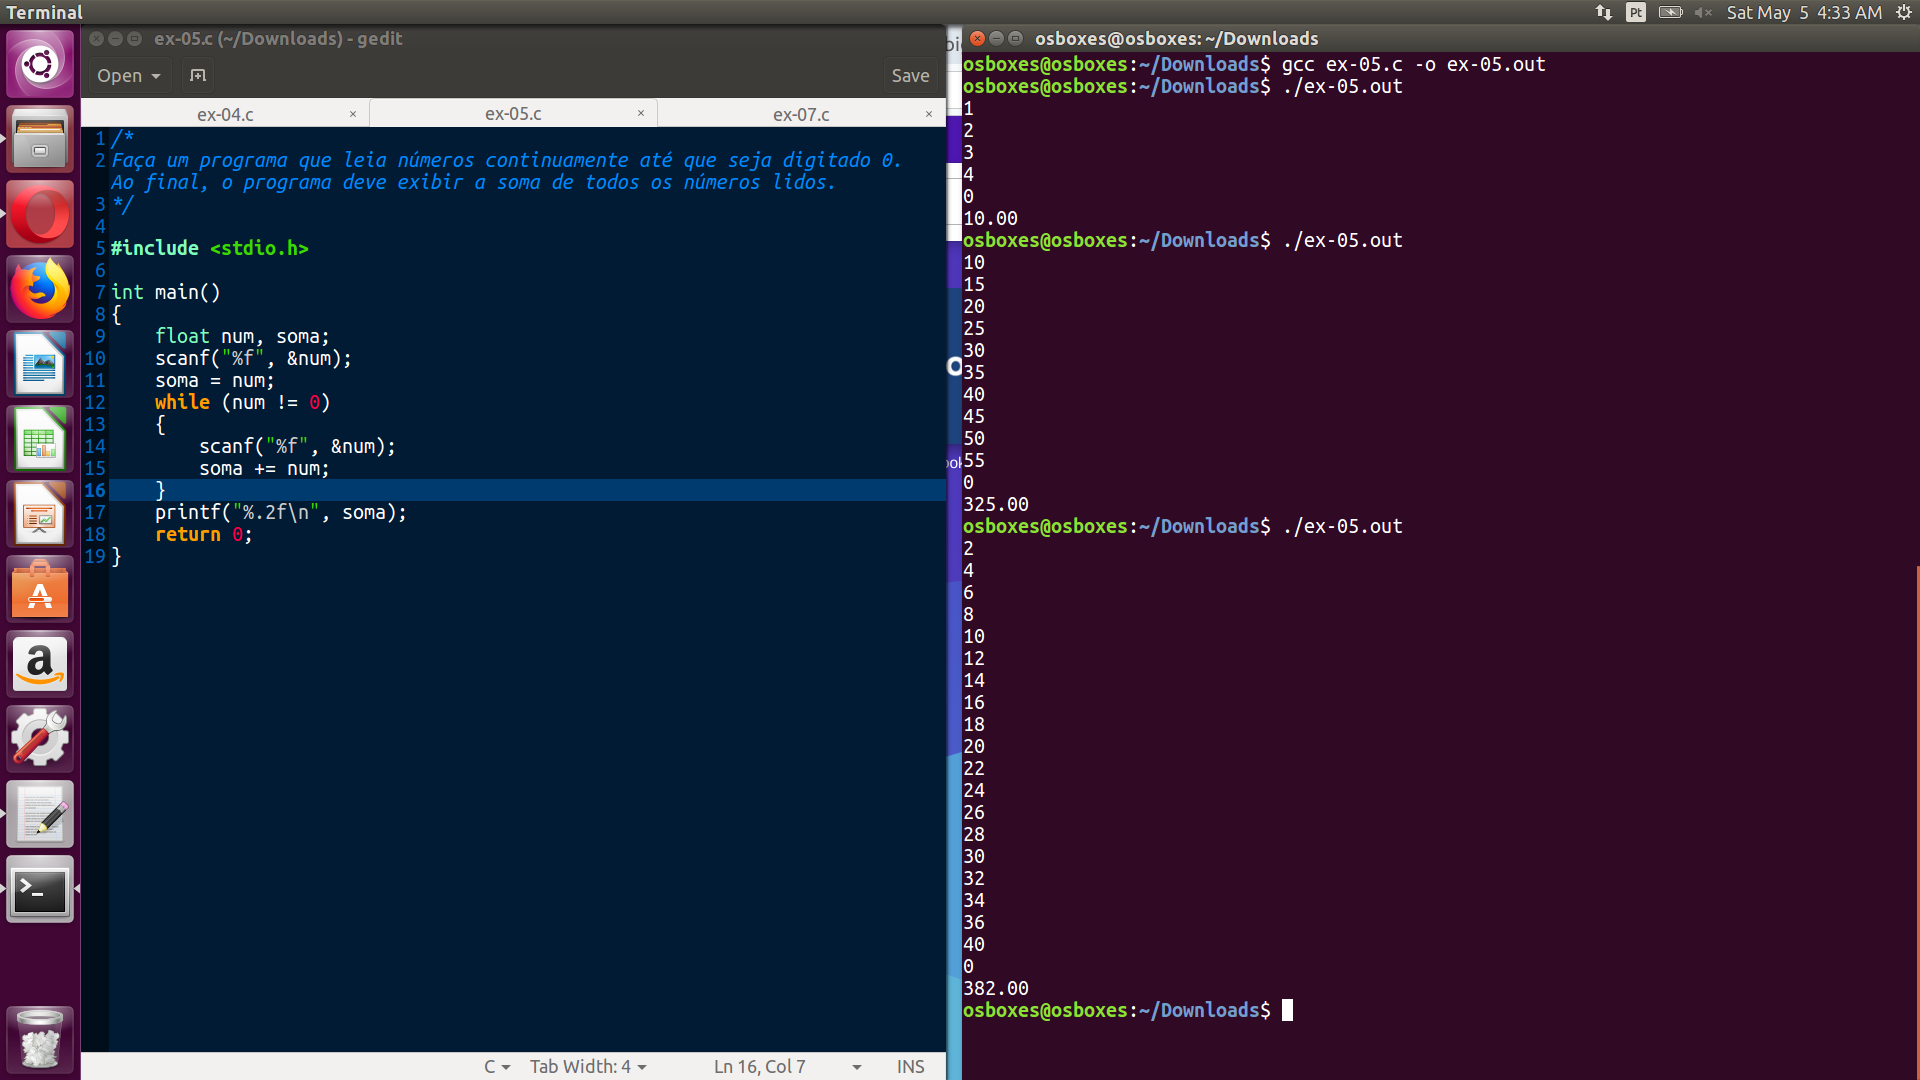 Terminal
Pt
Sat May 5 4:33 AM
ex-05.c (~/Downloads) - gedit
Open
Save
ex-04.c
ex-05.c
ex-07.c
1 /*
2 Faça um programa que leia números continuamente até que seja digitado 0.
Ao final, o programa deve exibir a soma de todos os números lidos.
3 */
4
5 #include <stdio.h>
6
7 int main()
8 {
9 float num, soma;
10 scanf("%f", &num);
11 soma = num;
12 while (num != 0)
13 {
14 scanf("%f", &num);
15 soma += num;
16 }
17 printf("%.2f\n", soma);
18 return 0;
19 }
C
Tab Width: 4
Ln 16, Col 7
INS
osboxes@osboxes: ~/Downloads
osboxes@osboxes:~/Downloads$ gcc ex-05.c -o ex-05.out
osboxes@osboxes:~/Downloads$ ./ex-05.out
1
2
3
4
0
10.00
osboxes@osboxes:~/Downloads$ ./ex-05.out
10
15
20
25
30
35
40
45
50
55
0
325.00
osboxes@osboxes:~/Downloads$ ./ex-05.out
2
4
6
8
10
12
14
16
18
20
22
24
26
28
30
32
34
36
40
0
382.00
osboxes@osboxes:~/Downloads$